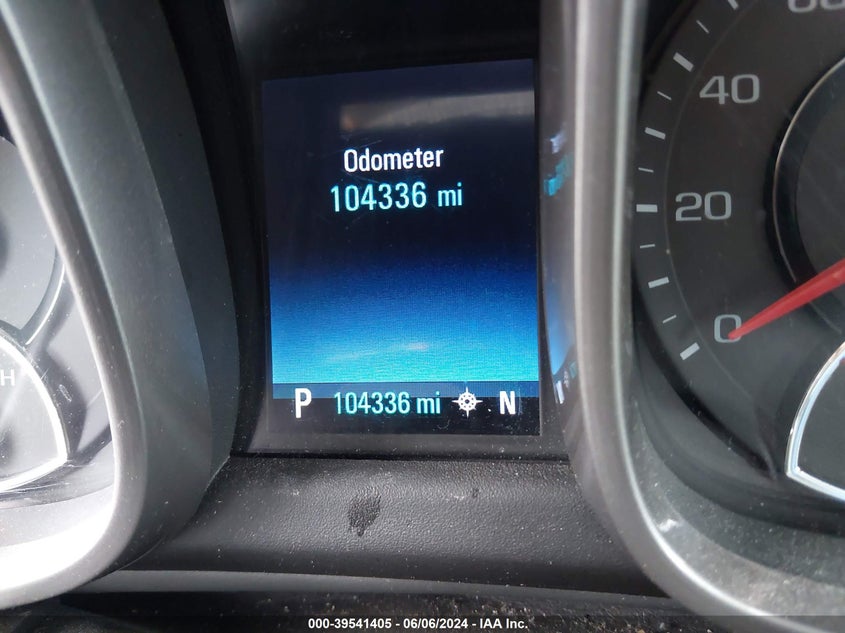 Odometer
104336 mi
P 104336 mi N
40
20
0
H
000-39541405 - 06/06/2024 - IAA Inc.